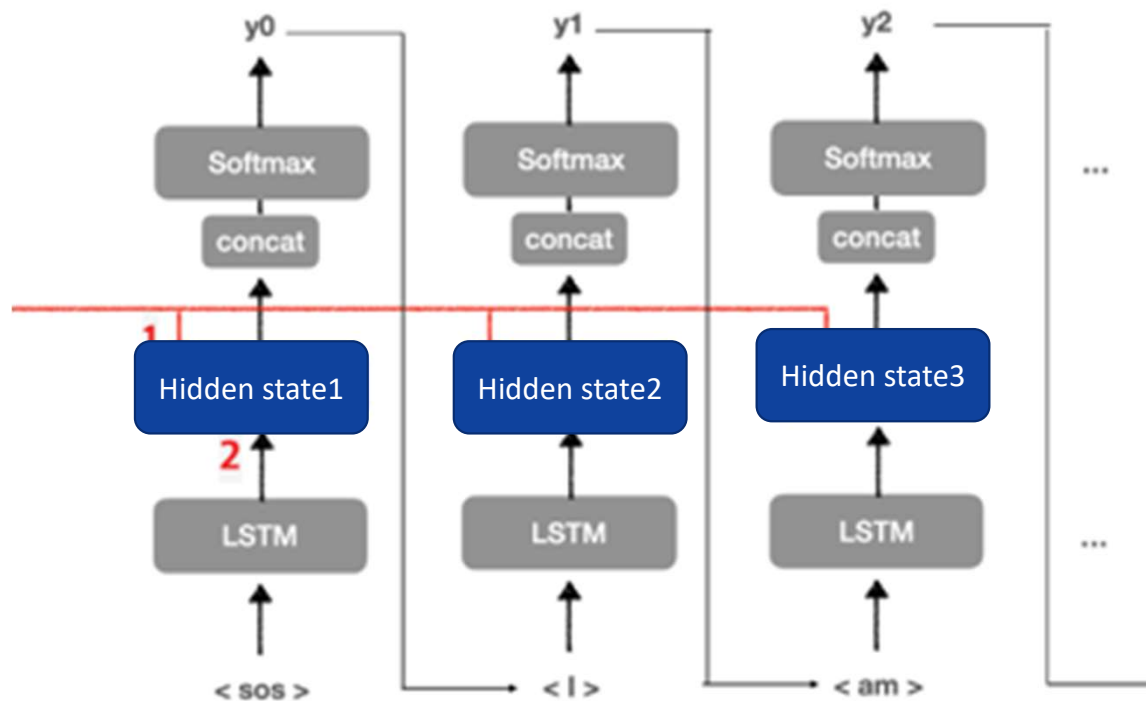 y0 y1 y2
Softmax Softmax Softmax ...
concat concat concat
1
Hidden state1 Hidden state2 Hidden state3
2
LSTM LSTM LSTM ...
< sos > < I > < am >